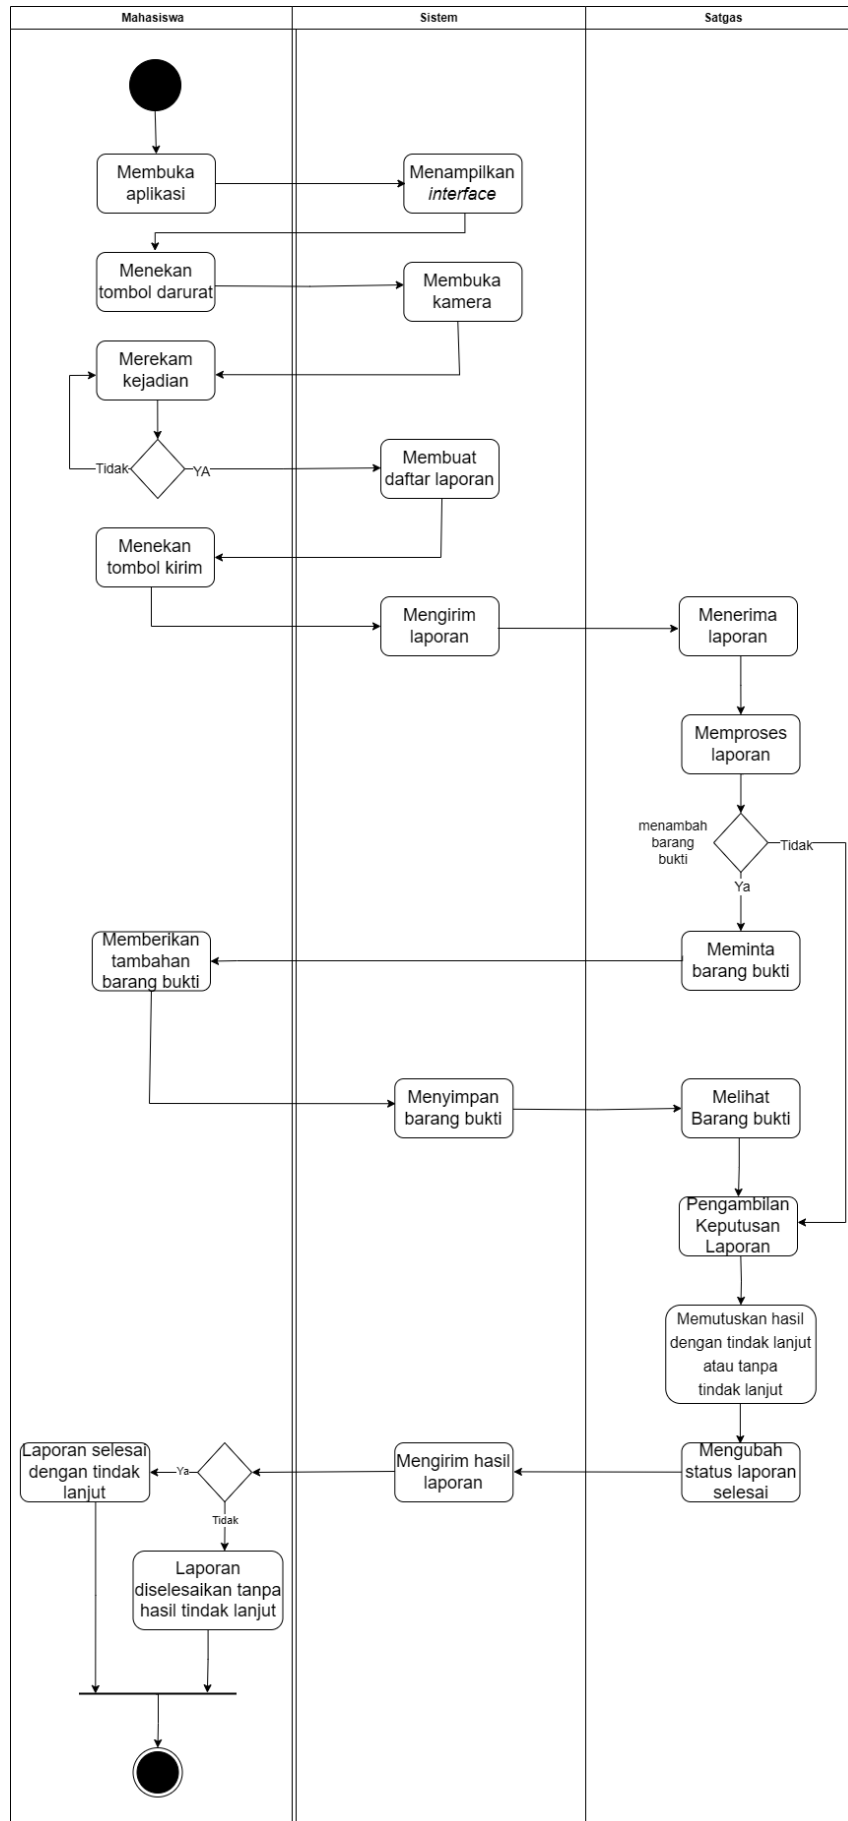 Mahasiswa
Sistem
Satgas
Membuka
aplikasi
Menampilkan
interface
Menekan
tombol darurat
Membuka
kamera
Merekam
kejadian
Tidak
YA
Membuat
daftar laporan
Menekan
tombol kirim
Mengirim
laporan
Menerima
laporan
Memproses
laporan
menambah
barang
bukti
Tidak
Ya
Memberikan
tambahan
barang bukti
Meminta
barang bukti
Menyimpan
barang bukti
Melihat
Barang bukti
Pengambilan
Keputusan
Laporan
Memutuskan hasil
dengan tindak lanjut
atau tanpa
tindak lanjut
Laporan selesai
dengan tindak
lanjut
Ya
Tidak
Mengirim hasil
laporan
Mengubah
status laporan
selesai
Laporan
diselesaikan tanpa
hasil tindak lanjut